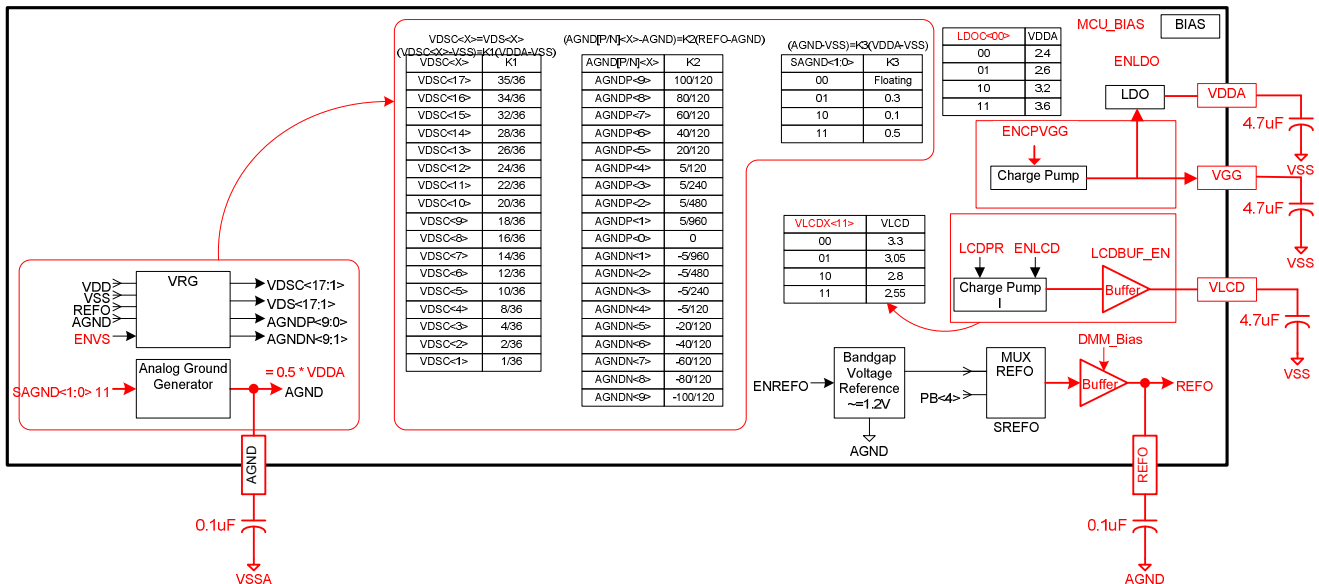 MCU_BIAS
BIAS
VDSC<X>=VDS<X>
(VDSC<X>-VSS)=K1(VDDA-VSS)
VDSC<X> K1
VDSC<17> 35/36
VDSC<16> 34/36
VDSC<15> 32/36
VDSC<14> 28/36
VDSC<13> 26/36
VDSC<12> 24/36
VDSC<11> 22/36
VDSC<10> 20/36
VDSC<9> 18/36
VDSC<8> 16/36
VDSC<7> 14/36
VDSC<6> 12/36
VDSC<5> 10/36
VDSC<4> 8/36
VDSC<3> 4/36
VDSC<2> 2/36
VDSC<1> 1/36
(AGND[P/N]<X>-AGND)=K2(REFO-AGND)
AGND[P/N]<X> K2
AGNDP<9> 100/120
AGNDP<8> 80/120
AGNDP<7> 60/120
AGNDP<6> 40/120
AGNDP<5> 20/120
AGNDP<4> 5/120
AGNDP<3> 5/240
AGNDP<2> 5/480
AGNDP<1> 5/960
AGNDP<0> 0
AGNDN<1> -5/960
AGNDN<2> -5/480
AGNDN<3> -5/240
AGNDN<4> -5/120
AGNDN<5> -20/120
AGNDN<6> -40/120
AGNDN<7> -60/120
AGNDN<8> -80/120
AGNDN<9> -100/120
(AGND-VSS)=K3(VDDA-VSS)
SAGND<1:0> K3
00 Floating
01 0.3
10 0.1
11 0.5
LDOC<00> VDDA
00 2.4
01 2.6
10 3.2
11 3.6
ENLDO
LDO
VDDA
4.7uF
VSS
ENCPVGG
Charge Pump
VGG
4.7uF
VSS
VLCDX<11> VLCD
00 3.3
01 3.05
10 2.8
11 2.55
LCDPR ENLCD LCDBUF_EN
Charge Pump
I
Buffer
VLCD
4.7uF
VSS
VDD
VSS
REFO
AGND
ENVS
VRG
VDSC<17:1>
VDS<17:1>
AGNDP<9:0>
AGNDN<9:1>
SAGND<1:0> 11
Analog Ground
Generator
= 0.5 * VDDA
AGND
AGND
0.1uF
VSSA
ENREFO
Bandgap
Voltage
Reference
~=1.2V
AGND
PB<4>
MUX
REFO
SREFO
DMM_Bias
Buffer
REFO
REFO
0.1uF
AGND